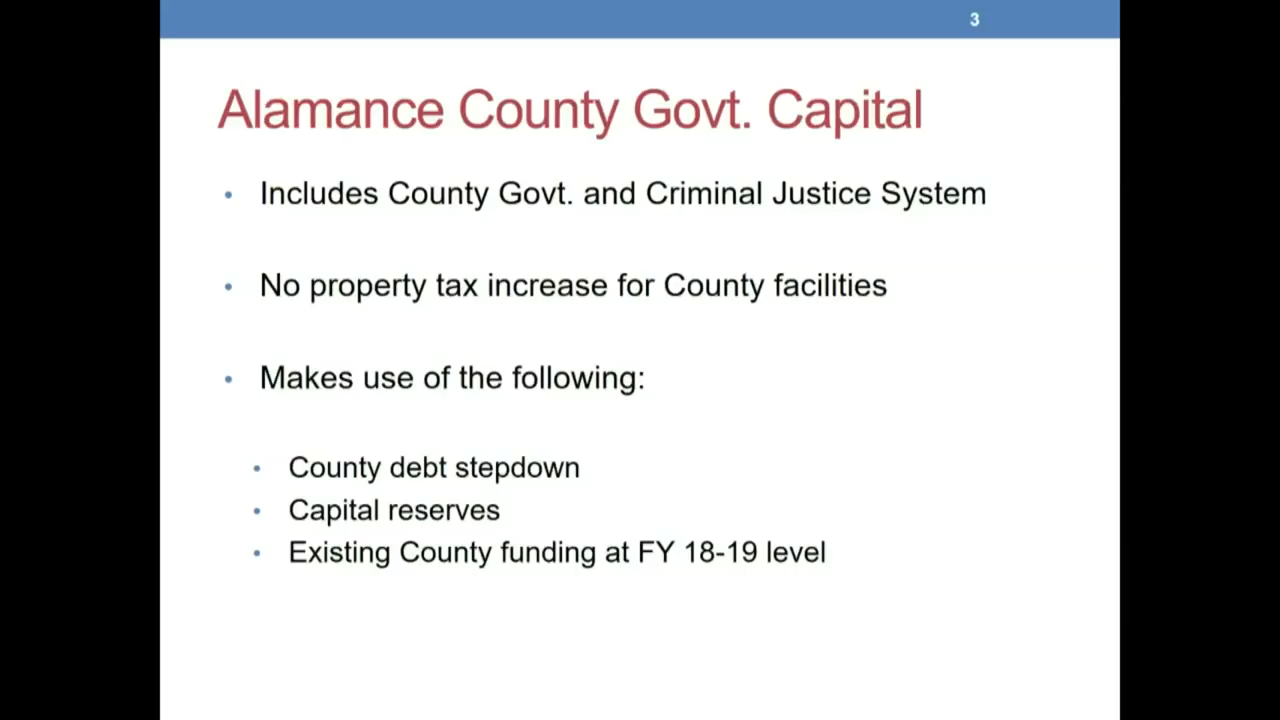 3
Alamance County Govt. Capital
• Includes County Govt. and Criminal Justice System
• No property tax increase for County facilities
• Makes use of the following:
• County debt stepdown
• Capital reserves
• Existing County funding at FY 18-19 level